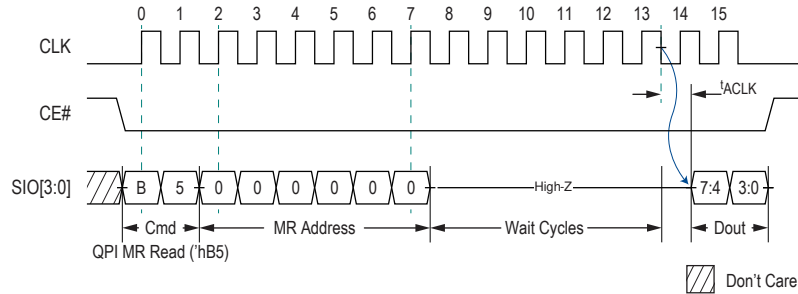 0 1 2 3 4 5 6 7 8 9 10 11 12 13 14 15
CLK
tACLK
CE#
SIO[3:0] B 5 0 0 0 0 0 0 High-Z 7:4 3:0
Cmd MR Address Wait Cycles Dout
QPI MR Read ('hB5)
Don't Care